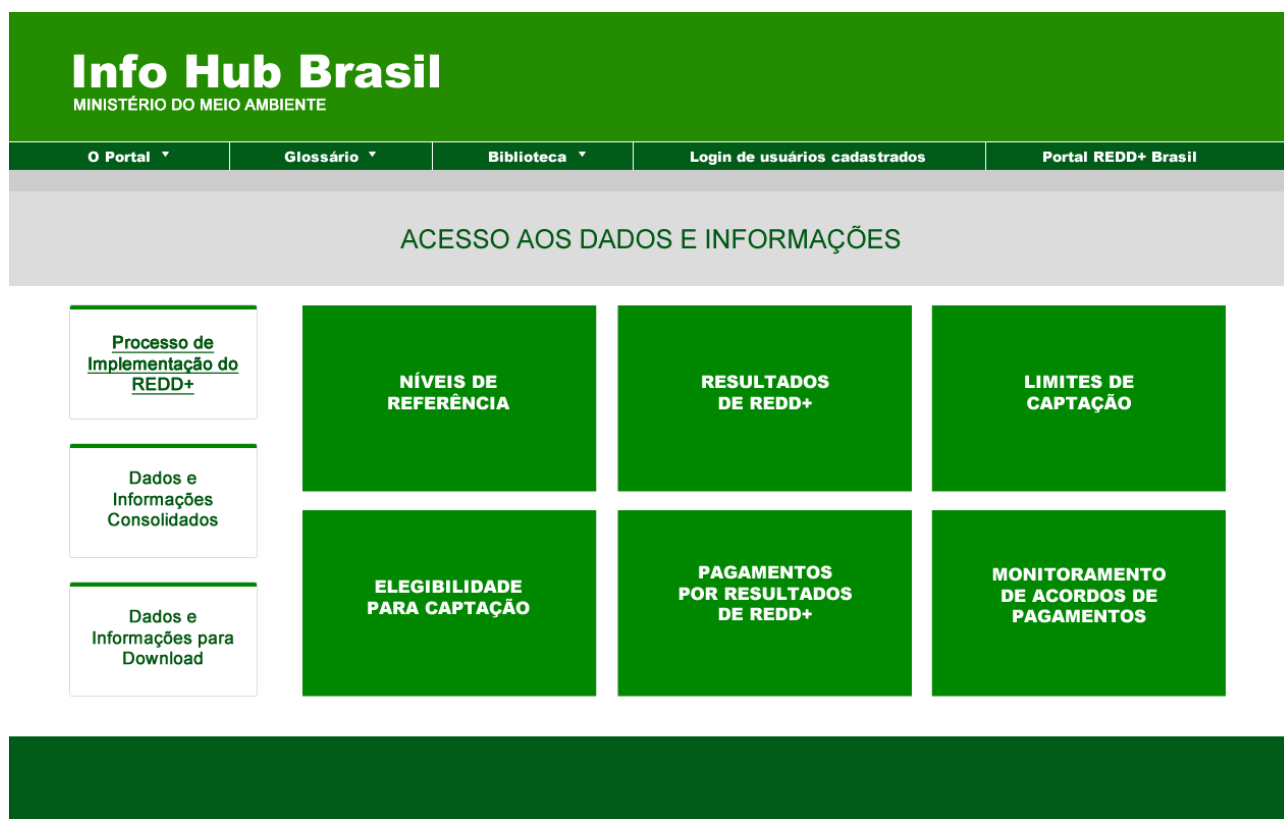 Info Hub Brasil
MINISTÉRIO DO MEIO AMBIENTE
O Portal
Glossário
Biblioteca
Login de usuários cadastrados
Portal REDD+ Brasil
ACESSO AOS DADOS E INFORMAÇÕES
Processo de
Implementação do
REDD+
Dados e
Informações
Consolidados
Dados e
Informações para
Download
NÍVEIS DE
REFERÊNCIA
RESULTADOS
DE REDD+
LIMITES DE
CAPTAÇÃO
ELEGIBILIDADE
PARA CAPTAÇÃO
PAGAMENTOS
POR RESULTADOS
DE REDD+
MONITORAMENTO
DE ACORDOS DE
PAGAMENTOS